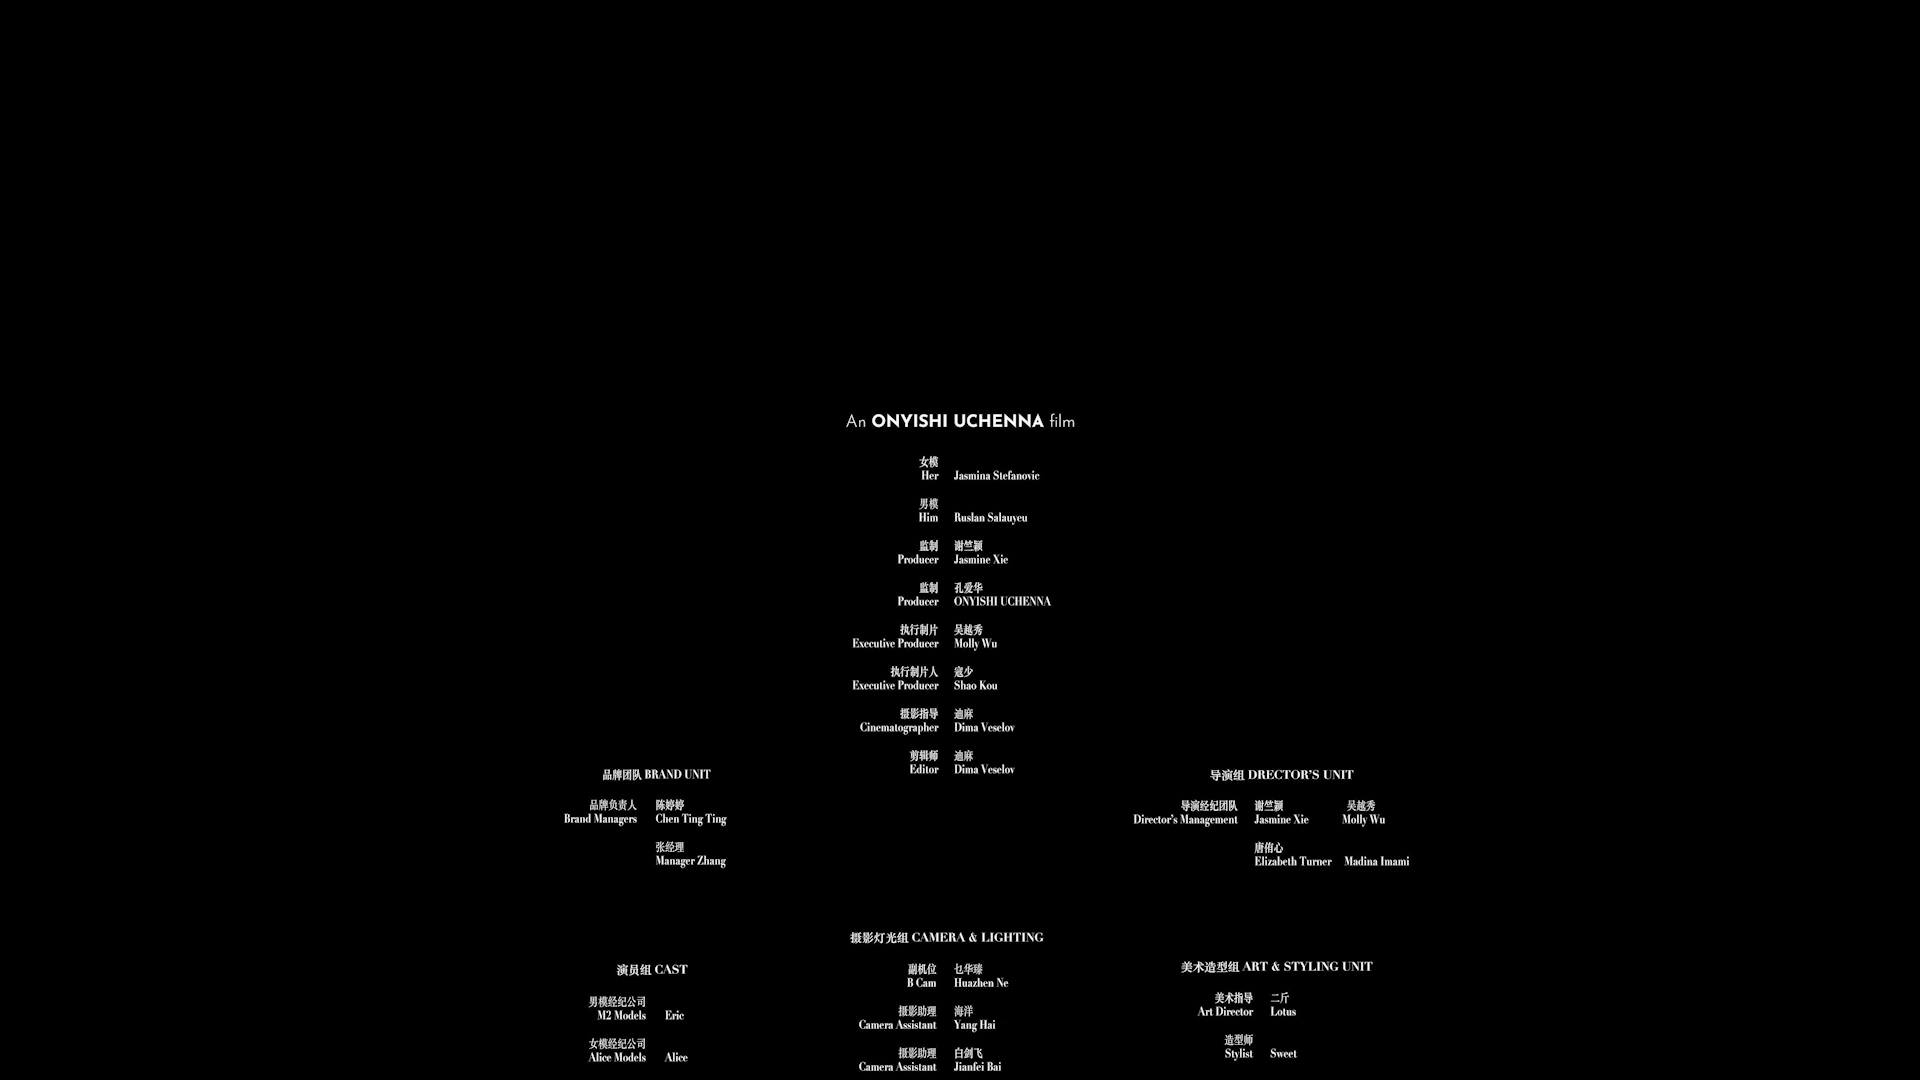 An ONYISHI UCHENNA film
女模
Her Jasmina Stefanovic
男模
Him Ruslan Salauyeu
监制 谢竺颖
Producer Jasmine Xie
监制 孔爱华
Producer ONYISHI UCHENNA
执行制片 吴越秀
Executive Producer Molly Wu
执行制片人 寇少
Executive Producer Shao Kou
摄影指导 迪麻
Cinematographer Dima Veselov
剪辑师 迪麻
Editor Dima Veselov
品牌团队 BRAND UNIT
品牌负责人 陈婷婷
Brand Managers Chen Ting Ting
张经理
Manager Zhang
导演组 DRECTOR'S UNIT
导演经纪团队 谢竺颖 吴越秀
Director's Management Jasmine Xie Molly Wu
唐侑心
Elizabeth Turner Madina Imami
演员组 CAST
男模经纪公司
M2 Models Eric
女模经纪公司
Alice Models Alice
摄影灯光组 CAMERA & LIGHTING
副机位 乜华臻
B Cam Huazhen Ne
摄影助理 海洋
Camera Assistant Yang Hai
摄影助理 白剑飞
Camera Assistant Jianfei Bai
美术造型组 ART & STYLING UNIT
美术指导 二斤
Art Director Lotus
造型师
Stylist Sweet